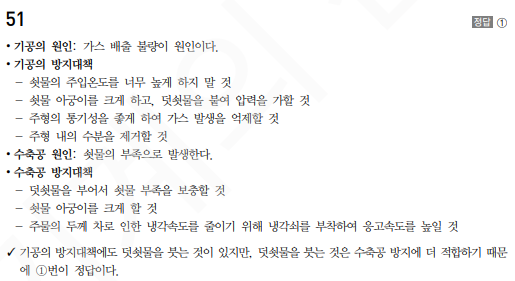 51
정답 ①
• 기공의 원인: 가스 배출 불량이 원인이다.
• 기공의 방지대책
– 쇳물의 주입온도를 너무 높게 하지 말 것
– 쇳물 아궁이를 크게 하고, 덧쇳물을 붙여 압력을 가할 것
– 주형의 통기성을 좋게 하여 가스 발생을 억제할 것
– 주형 내의 수분을 제거할 것
• 수축공 원인: 쇳물의 부족으로 발생한다.
• 수축공 방지대책
– 덧쇳물을 부어서 쇳물 부족을 보충할 것
– 쇳물 아궁이를 크게 할 것
– 주물의 두께 차로 인한 냉각속도를 줄이기 위해 냉각쇠를 부착하여 응고속도를 높일 것
✓ 기공의 방지대책에도 덧쇳물을 붓는 것이 있지만, 덧쇳물을 붓는 것은 수축공 방지에 더 적합하기 때문
에 ①번이 정답이다.